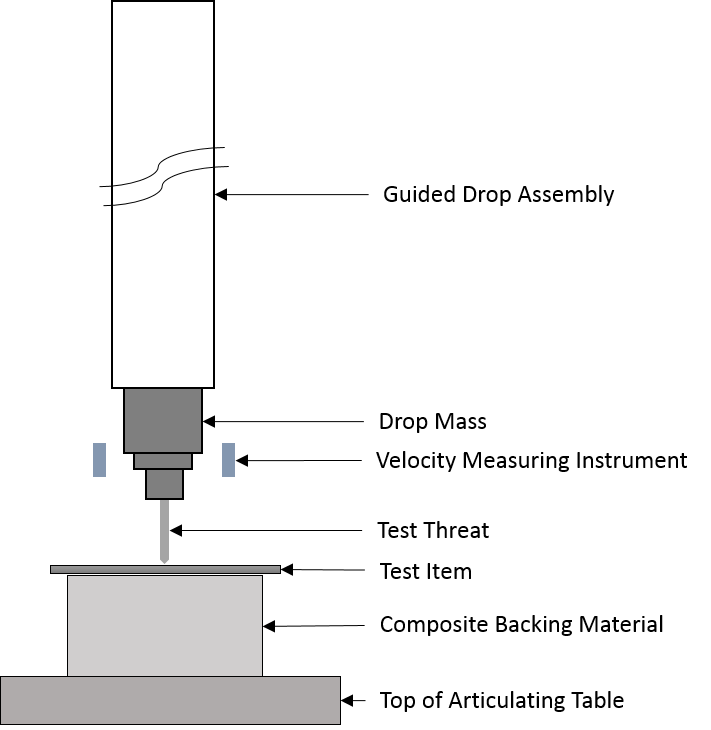 Guided Drop Assembly
Drop Mass
Velocity Measuring Instrument
Test Threat
Test Item
Composite Backing Material
Top of Articulating Table